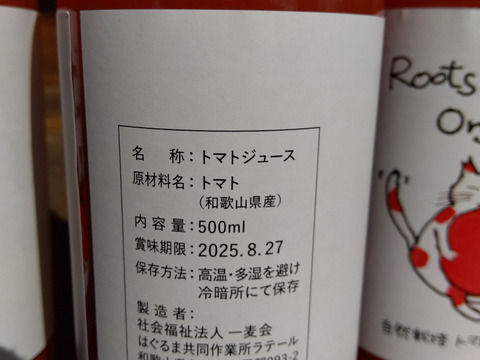 名　称：トマトジュース
原材料名：トマト
（和歌山県産）
内容量：500ml
賞味期限：2025.8.27
保存方法：高温・多湿を避け
冷暗所にて保存
製造者：
社会福祉法人 一麦会
はぐるま共同作業所ラテール
Roots